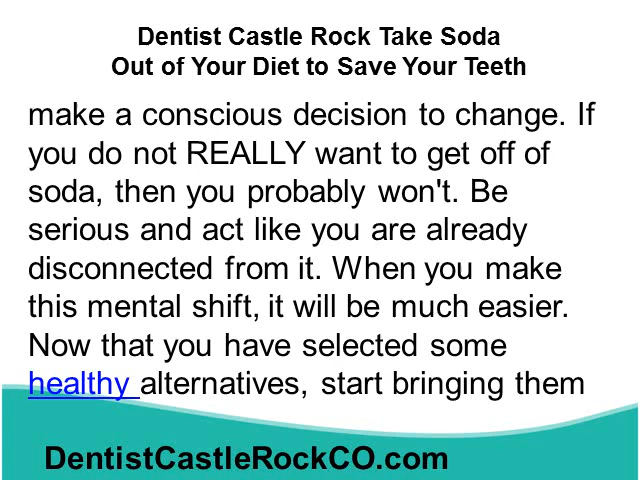 Dentist Castle Rock Take Soda
Out of Your Diet to Save Your Teeth
make a conscious decision to change. If
you do not REALLY want to get off of
soda, then you probably won't. Be
serious and act like you are already
disconnected from it. When you make
this mental shift, it will be much easier.
Now that you have selected some
healthy alternatives, start bringing them
DentistCastleRockCO.com